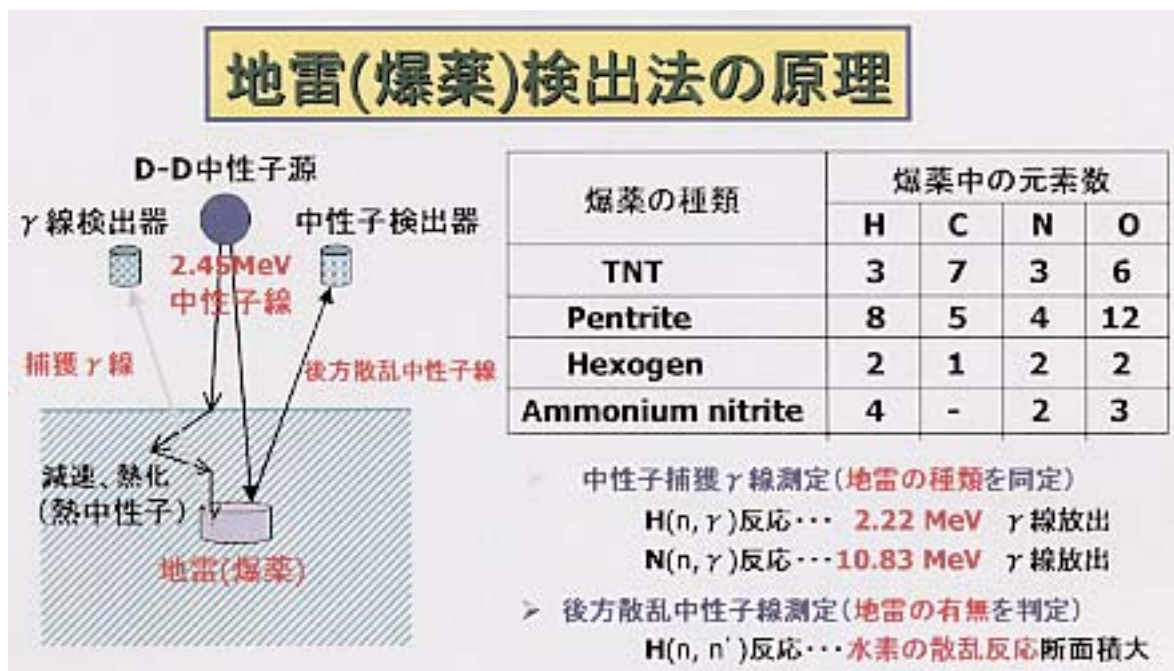 地雷(爆薬)検出法の原理
D-D中性子源
γ線検出器
中性子検出器
2.45MeV
中性子線
捕獲γ線
後方散乱中性子線
減速、熱化
(熱中性子)
地雷(爆薬)
爆薬の種類
爆薬中の元素数
H C N O
TNT 3 7 3 6
Pentrite 8 5 4 12
Hexogen 2 1 2 2
Ammonium nitrite 4 - 2 3
中性子捕獲γ線測定(地雷の種類を同定)
H(n,γ)反応・・・ 2.22 MeV γ線放出
N(n,γ)反応・・・10.83 MeV γ線放出
➢ 後方散乱中性子線測定(地雷の有無を判定)
H(n, n')反応・・・水素の散乱反応断面積大